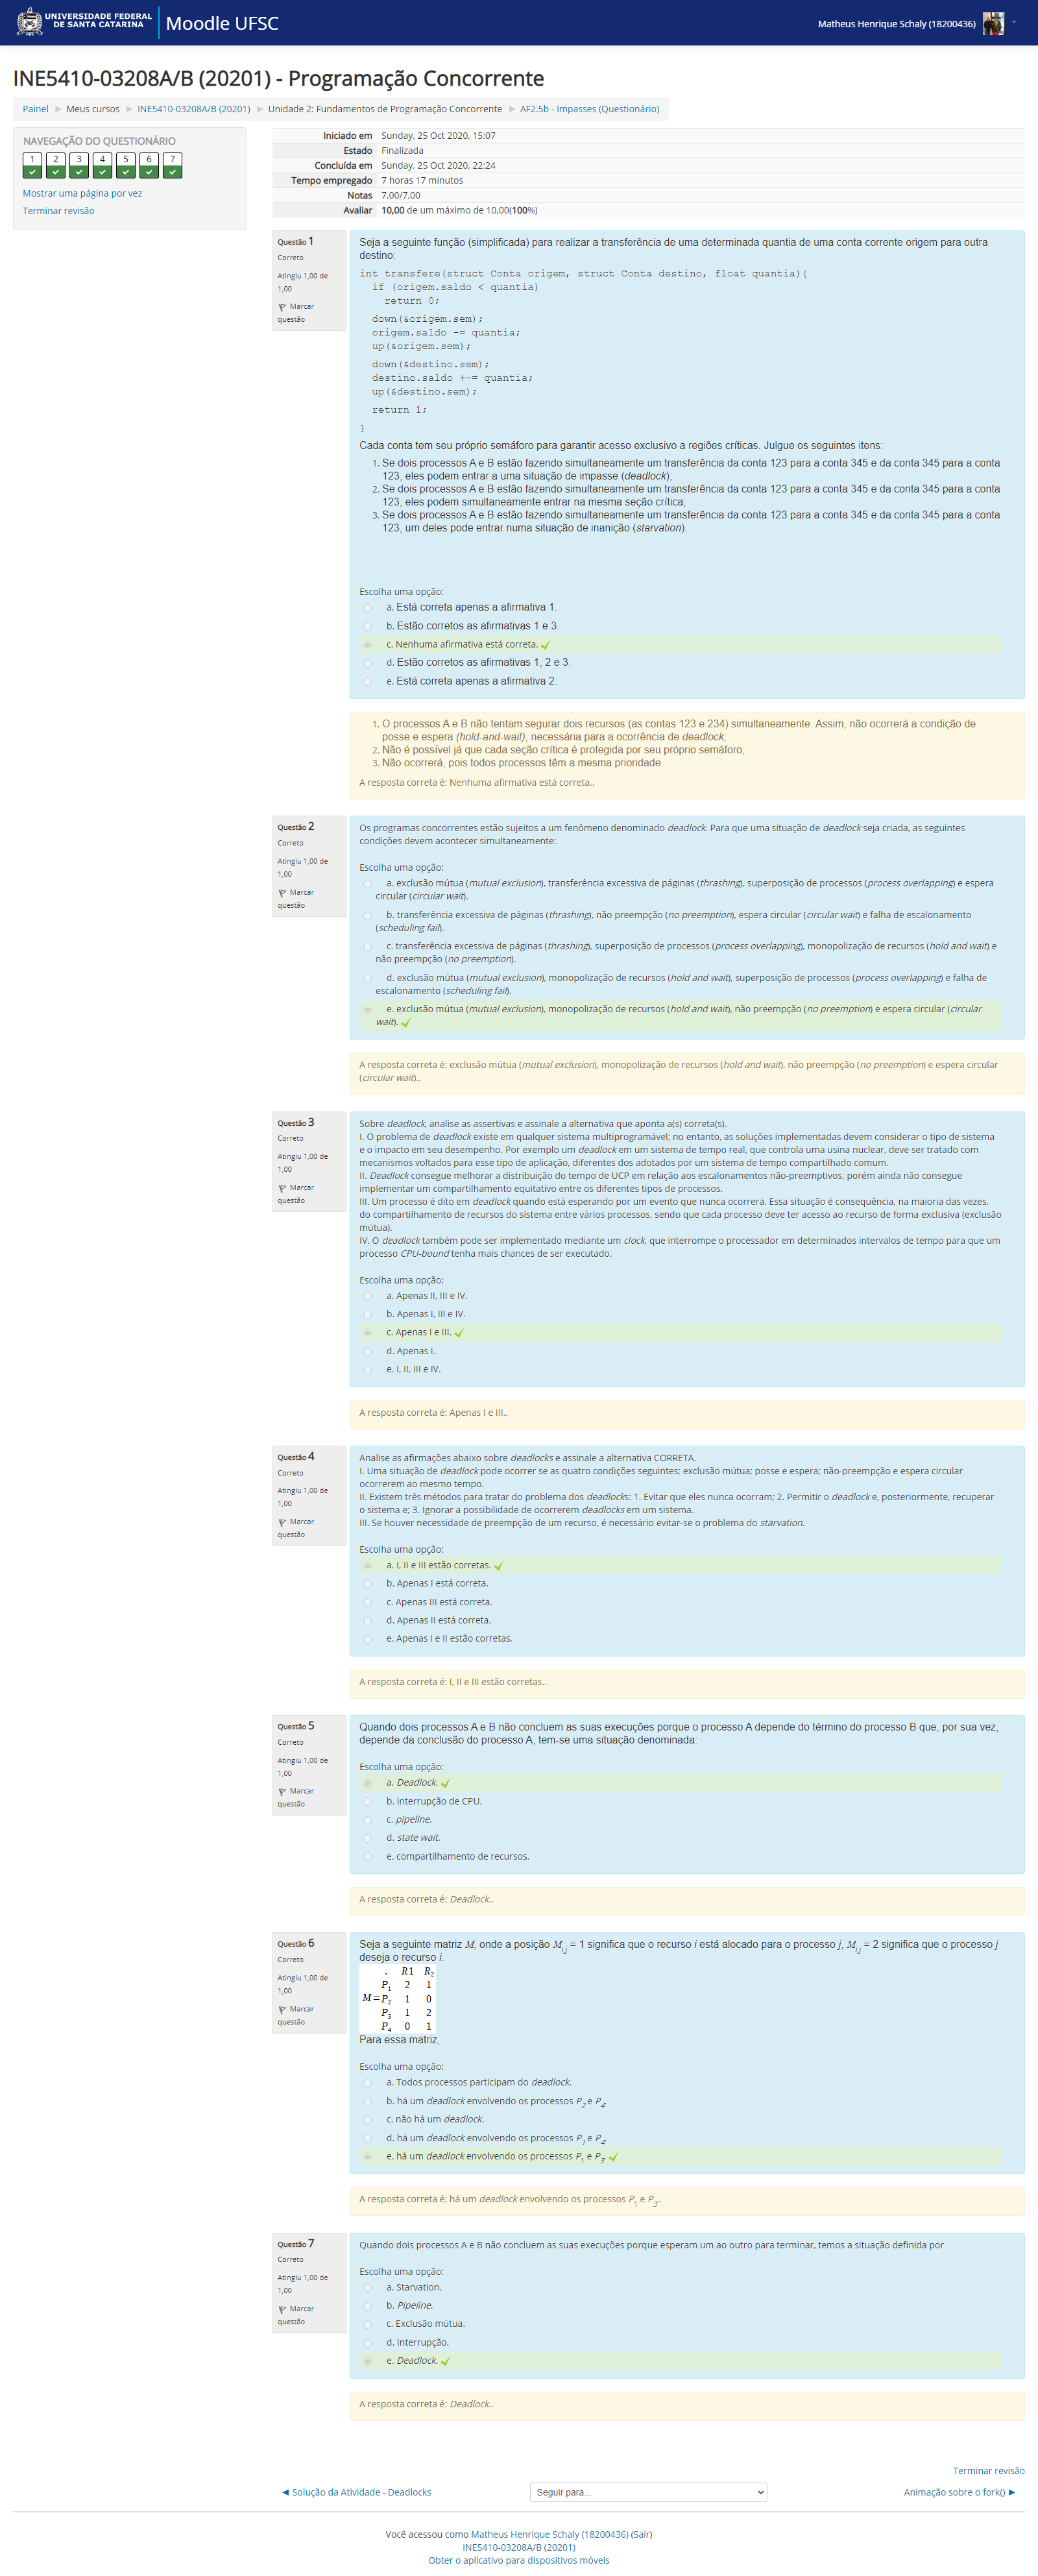 UNIVERSIDADE FEDERAL
DE SANTA CATARINA
Moodle UFSC
Matheus Henrique Schaly (18200436)
INE5410-03208A/B (20201) - Programação Concorrente
Painel ► Meus cursos ► INE5410-03208A/B (20201) ► Unidade 2: Fundamentos de Programação Concorrente ► AF2.5b - Impasses (Questionário)
NAVEGAÇÃO DO QUESTIONÁRIO
1 2 3 4 5 6 7
Mostrar uma página por vez
Terminar revisão
Iniciado em Sunday, 25 Oct 2020, 15:07
Estado Finalizada
Concluída em Sunday, 25 Oct 2020, 22:24
Tempo empregado 7 horas 17 minutos
Notas 7,00/7,00
Avaliar 10,00 de um máximo de 10,00(100%)
Questão 1
Correto
Atingiu 1,00 de
1,00
Marcar
questão
Seja a seguinte função (simplificada) para realizar a transferência de uma determinada quantia de uma conta corrente origem para outra
destino:
int transfere(struct Conta origem, struct Conta destino, float quantia){
if (origem.saldo < quantia)
return 0;
down(&origem.sem);
origem.saldo -= quantia;
up(&origem.sem);
down(&destino.sem);
destino.saldo +-= quantia;
up(&destino.sem);
return 1;
}
Cada conta tem seu próprio semáforo para garantir acesso exclusivo a regiões críticas. Julgue os seguintes itens:
1. Se dois processos A e B estão fazendo simultaneamente um transferência da conta 123 para a conta 345 e da conta 345 para a conta
123, eles podem entrar a uma situação de impasse (deadlock);
2. Se dois processos A e B estão fazendo simultaneamente um transferência da conta 123 para a conta 345 e da conta 345 para a conta
123, eles podem simultaneamente entrar na mesma seção crítica;
3. Se dois processos A e B estão fazendo simultaneamente um transferência da conta 123 para a conta 345 e da conta 345 para a conta
123, um deles pode entrar numa situação de inanição (starvation).
Escolha uma opção:
a. Está correta apenas a afirmativa 1.
b. Estão corretos as afirmativas 1 e 3.
c. Nenhuma afirmativa está correta.
d. Estão corretos as afirmativas 1, 2 e 3.
e. Está correta apenas a afirmativa 2.
1. O processos A e B não tentam segurar dois recursos (as contas 123 e 234) simultaneamente. Assim, não ocorrerá a condição de
posse e espera (hold-and-wait), necessária para a ocorrência de deadlock;
2. Não é possível já que cada seção crítica é protegida por seu próprio semáforo;
3. Não ocorrerá, pois todos processos têm a mesma prioridade.
A resposta correta é: Nenhuma afirmativa está correta..
Questão 2
Correto
Atingiu 1,00 de
1,00
Marcar
questão
Os programas concorrentes estão sujeitos a um fenômeno denominado deadlock. Para que uma situação de deadlock seja criada, as seguintes
condições devem acontecer simultaneamente:
Escolha uma opção:
a. exclusão mútua (mutual exclusion), transferência excessiva de páginas (thrashing), superposição de processos (process overlapping) e espera
circular (circular wait).
b. transferência excessiva de páginas (thrashing), não preempção (no preemption), espera circular (circular wait) e falha de escalonamento
(scheduling fail).
c. transferência excessiva de páginas (thrashing), superposição de processos (process overlapping), monopolização de recursos (hold and wait) e
não preempção (no preemption).
d. exclusão mútua (mutual exclusion), monopolização de recursos (hold and wait), superposição de processos (process overlapping) e falha de
escalonamento (scheduling fail).
e. exclusão mútua (mutual exclusion), monopolização de recursos (hold and wait), não preempção (no preemption) e espera circular (circular
wait).
A resposta correta é: exclusão mútua (mutual exclusion), monopolização de recursos (hold and wait), não preempção (no preemption) e espera circular
(circular wait)..
Questão 3
Correto
Atingiu 1,00 de
1,00
Marcar
questão
Sobre deadlock, analise as assertivas e assinale a alternativa que aponta a(s) correta(s).
I. O problema de deadlock existe em qualquer sistema multiprogramável; no entanto, as soluções implementadas devem considerar o tipo de sistema
e o impacto em seu desempenho. Por exemplo um deadlock em um sistema de tempo real, que controla uma usina nuclear, deve ser tratado com
mecanismos voltados para esse tipo de aplicação, diferentes dos adotados por um sistema de tempo compartilhado comum.
II. Deadlock consegue melhorar a distribuição do tempo de UCP em relação aos escalonamentos não-preemptivos, porém ainda não consegue
implementar um compartilhamento equitativo entre os diferentes tipos de processos.
III. Um processo é dito em deadlock quando está esperando por um evento que nunca ocorrerá. Essa situação é consequência, na maioria das vezes,
do compartilhamento de recursos do sistema entre vários processos, sendo que cada processo deve ter acesso ao recurso de forma exclusiva (exclusão
mútua).
IV. O deadlock também pode ser implementado mediante um clock, que interrompe o processador em determinados intervalos de tempo para que um
processo CPU-bound tenha mais chances de ser executado.
Escolha uma opção:
a. Apenas II, III e IV.
b. Apenas I, III e IV.
c. Apenas I e III.
d. Apenas I.
e. I, II, III e IV.
A resposta correta é: Apenas I e III..
Questão 4
Correto
Atingiu 1,00 de
1,00
Marcar
questão
Analise as afirmações abaixo sobre deadlocks e assinale a alternativa CORRETA.
I. Uma situação de deadlock pode ocorrer se as quatro condições seguintes: exclusão mútua; posse e espera; não-preempção e espera circular
ocorrerem ao mesmo tempo.
II. Existem três métodos para tratar do problema dos deadlocks: 1. Evitar que eles nunca ocorram; 2. Permitir o deadlock e, posteriormente, recuperar
o sistema e; 3. Ignorar a possibilidade de ocorrerem deadlocks em um sistema.
III. Se houver necessidade de preempção de um recurso, é necessário evitar-se o problema do starvation.
Escolha uma opção:
a. I, II e III estão corretas.
b. Apenas I está correta.
c. Apenas III está correta.
d. Apenas II está correta.
e. Apenas I e II estão corretas.
A resposta correta é: I, II e III estão corretas..
Questão 5
Correto
Atingiu 1,00 de
1,00
Marcar
questão
Quando dois processos A e B não concluem as suas execuções porque o processo A depende do término do processo B que, por sua vez,
depende da conclusão do processo A, tem-se uma situação denominada:
Escolha uma opção:
a. Deadlock.
b. interrupção de CPU.
c. pipeline.
d. state wait.
e. compartilhamento de recursos.
A resposta correta é: Deadlock..
Questão 6
Correto
Atingiu 1,00 de
1,00
Marcar
questão
Seja a seguinte matriz M, onde a posição Mi,j = 1 significa que o recurso i está alocado para o processo j, Mi,j = 2 significa que o processo j
deseja o recurso i.
. R1 R2
P1 2 1
M=P2 1 0
P3 1 2
P4 0 1
Para essa matriz,
Escolha uma opção:
a. Todos processos participam do deadlock.
b. há um deadlock envolvendo os processos P2 e P4.
c. não há um deadlock.
d. há um deadlock envolvendo os processos P1 e P4.
e. há um deadlock envolvendo os processos P1 e P3.
A resposta correta é: há um deadlock envolvendo os processos P1 e P3..
Questão 7
Correto
Atingiu 1,00 de
1,00
Marcar
questão
Quando dois processos A e B não concluem as suas execuções porque esperam um ao outro para terminar, temos a situação definida por
Escolha uma opção:
a. Starvation.
b. Pipeline.
c. Exclusão mútua.
d. Interrupção.
e. Deadlock.
A resposta correta é: Deadlock..
Terminar revisão
◄ Solução da Atividade - Deadlocks
Seguir para...
Animação sobre o fork() ►
Você acessou como Matheus Henrique Schaly (18200436) (Sair)
INE5410-03208A/B (20201)
Obter o aplicativo para dispositivos móveis